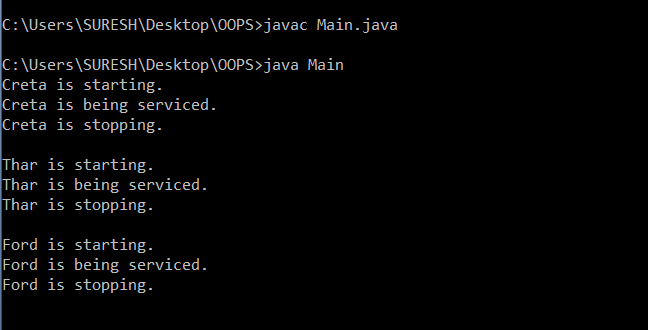 C:\Users\SURESH\Desktop\OOPS>javac Main.java
C:\Users\SURESH\Desktop\OOPS>java Main
Creta is starting.
Creta is being serviced.
Creta is stopping.
Thar is starting.
Thar is being serviced.
Thar is stopping.
Ford is starting.
Ford is being serviced.
Ford is stopping.